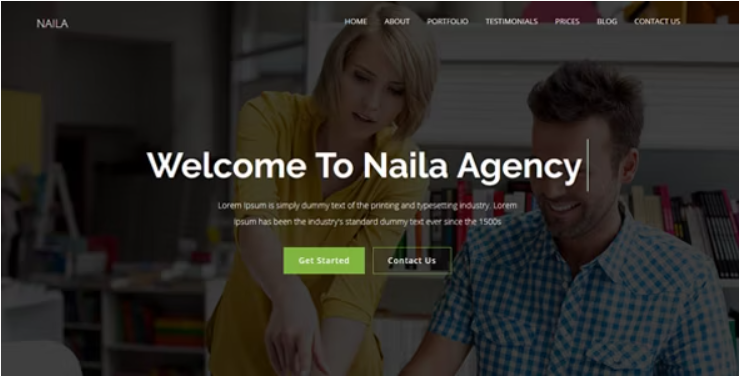 NAILA
HOME ABOUT PORTFOLIO TESTIMONIALS PRICES BLOG CONTACT US
Welcome To Naila Agency
Lorem Ipsum is simply dummy text of the printing and typesetting industry. Lorem
Ipsum has been the industry's standard dummy text ever since the 1500s
Get Started Contact Us